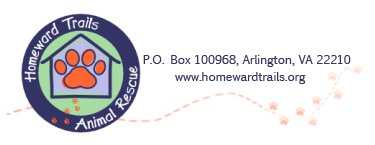 Homeward Trails
Animal Rescue
P.O. Box 100968, Arlington, VA 22210
www.homewardtrails.org